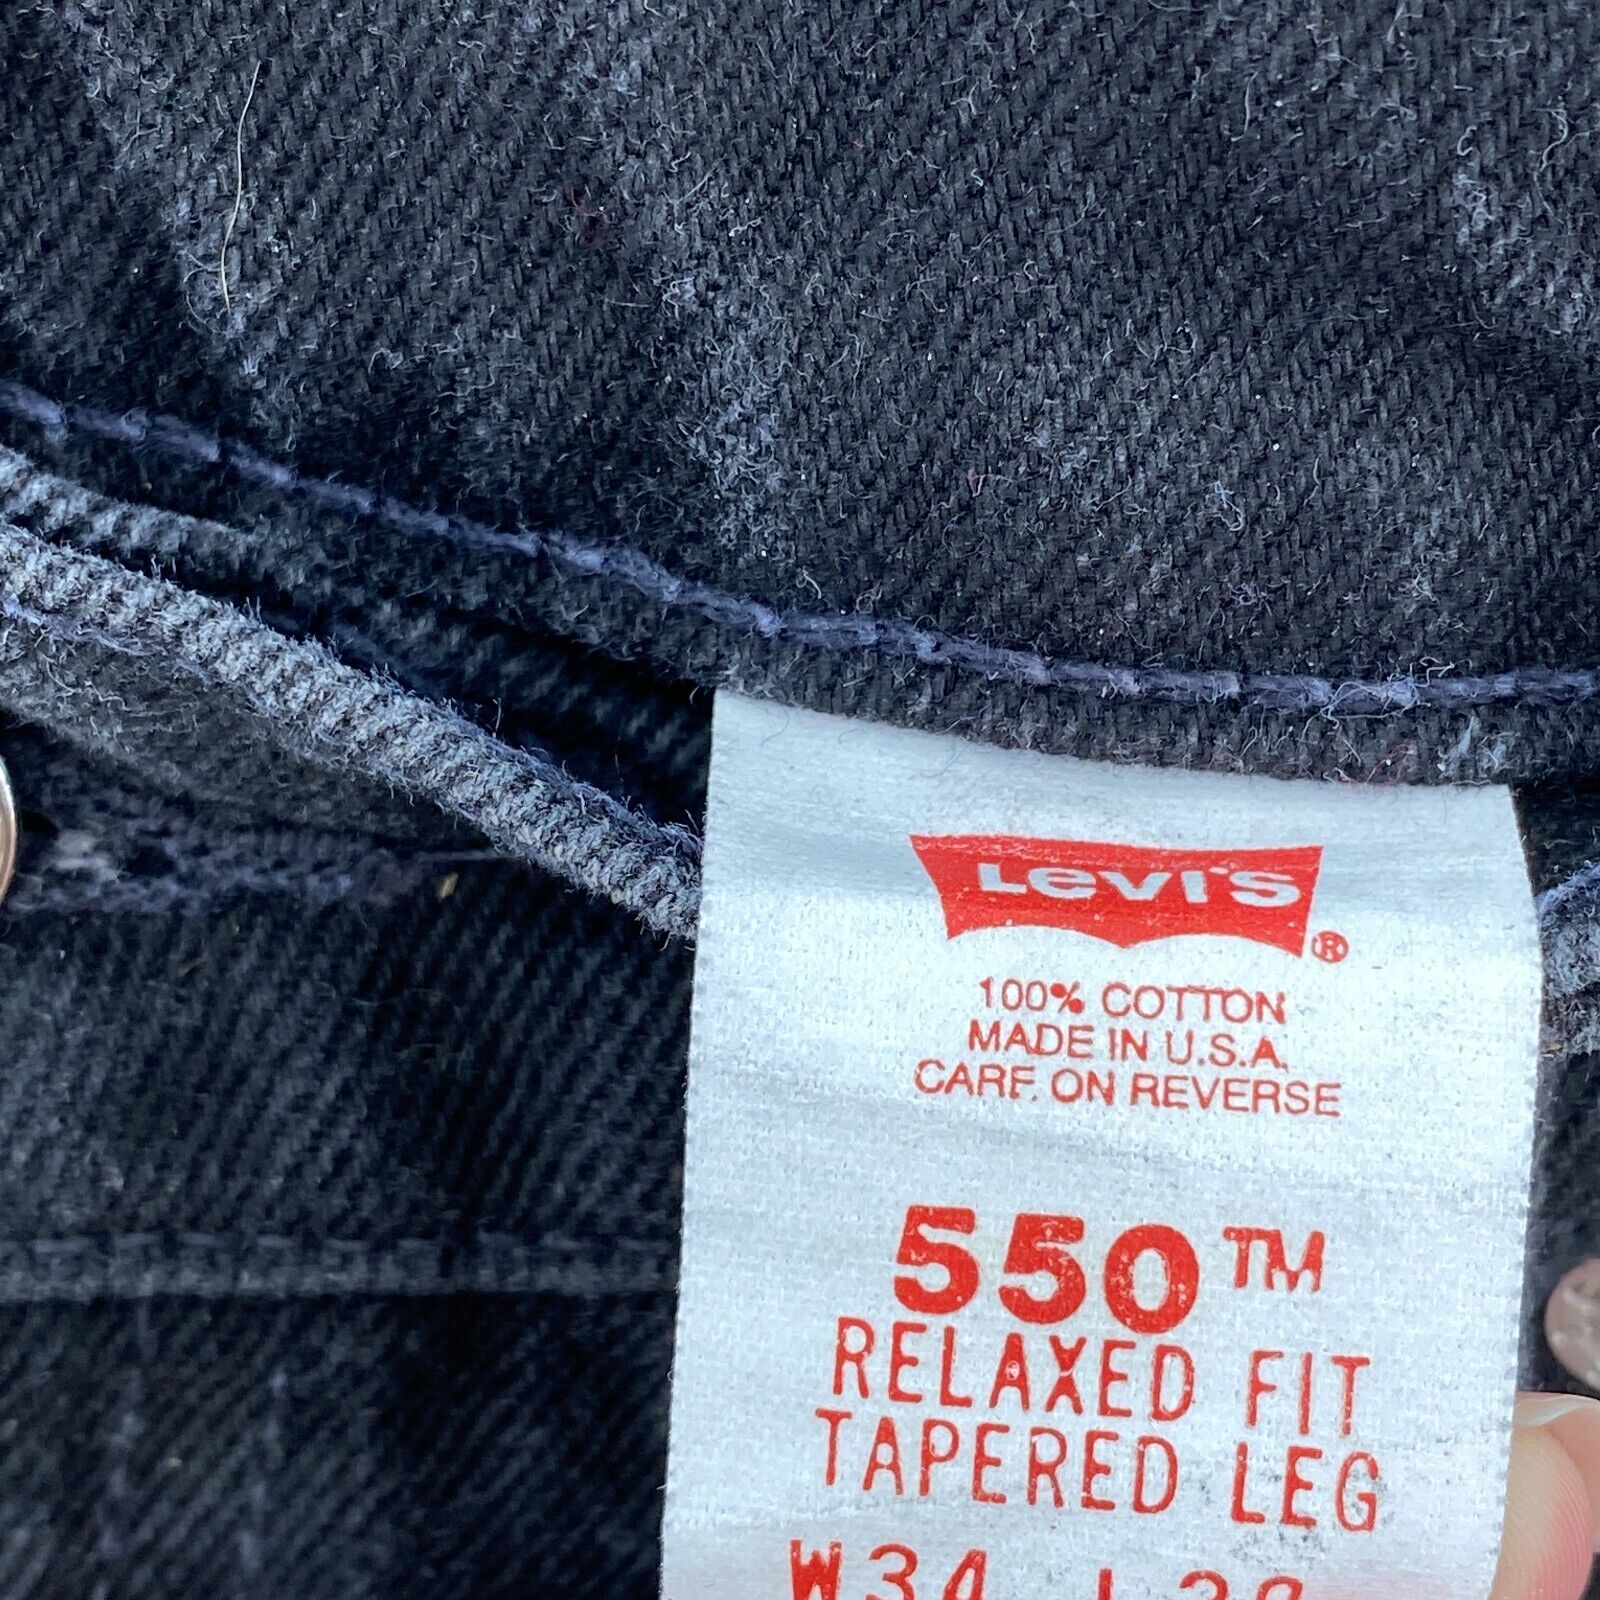 Levi's ®
100% COTTON
MADE IN U.S.A.
CARE ON REVERSE
550™
RELAXED FIT
TAPERED LEG
W34